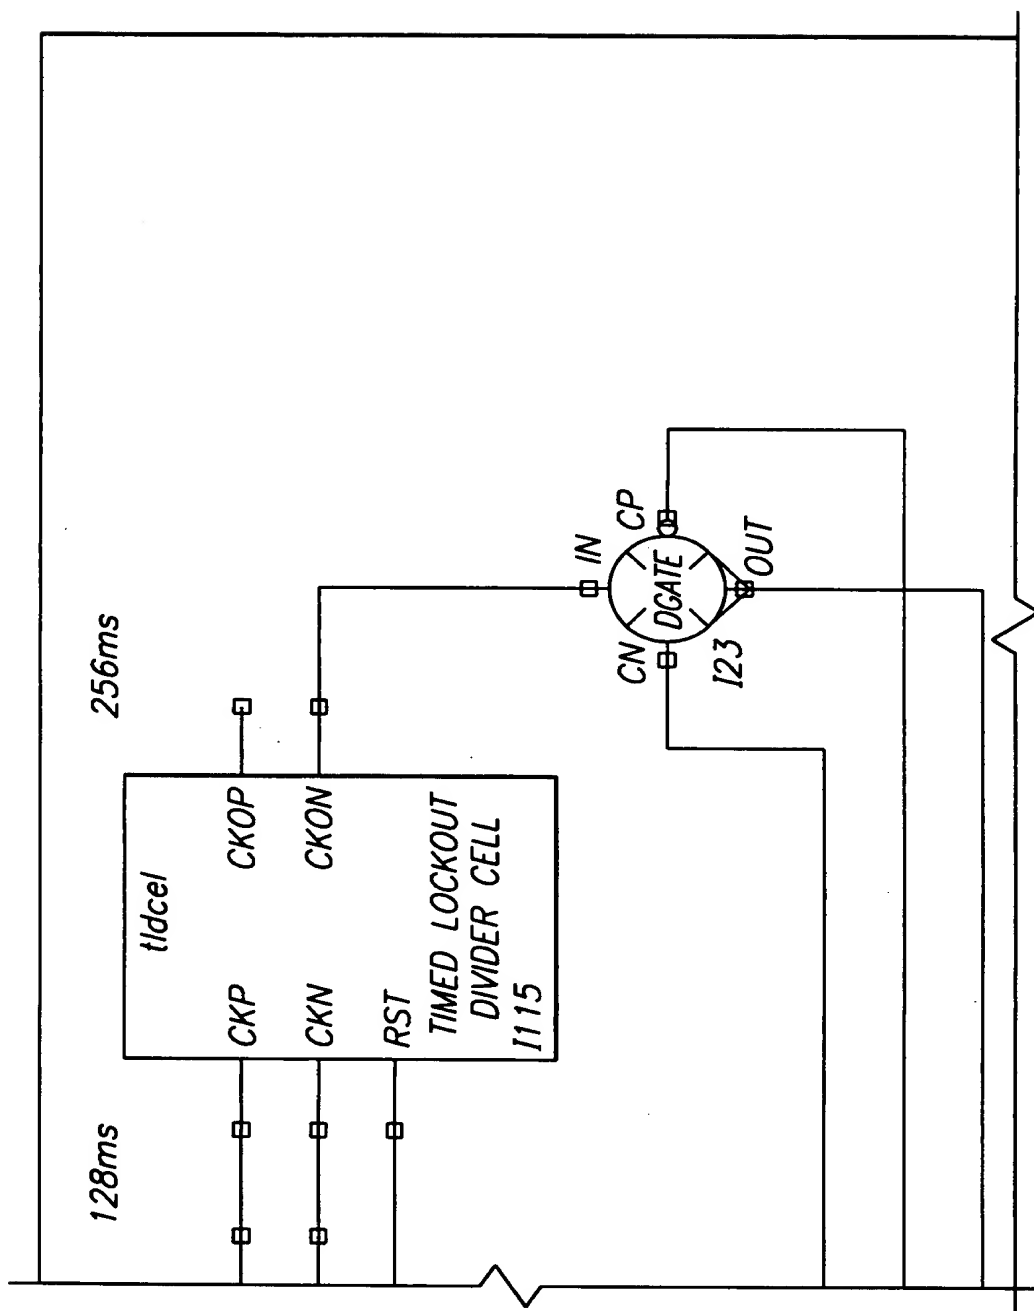 128ms
256ms
tldcel
CKP
CKOP
CKN
CKON
RST
TIMED LOCKOUT
DIVIDER CELL
I115
IN
CN
DGATE
CP
I23
OUT